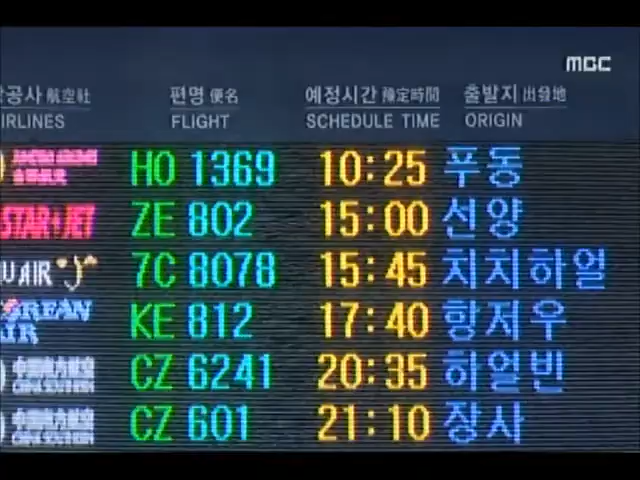 MBC
공사 航空社 편명 便名 예정시간 豫定時間 출발지 出發地
IRLINES FLIGHT SCHEDULE TIME ORIGIN
HO 1369 10:25 푸동
STAR JET ZE 802 15:00 선양
U AIR 7C 8078 15:45 치치하얼
OREAN AIR KE 812 17:40 항저우
CZ 6241 20:35 하얼빈
CZ 601 21:10 장사